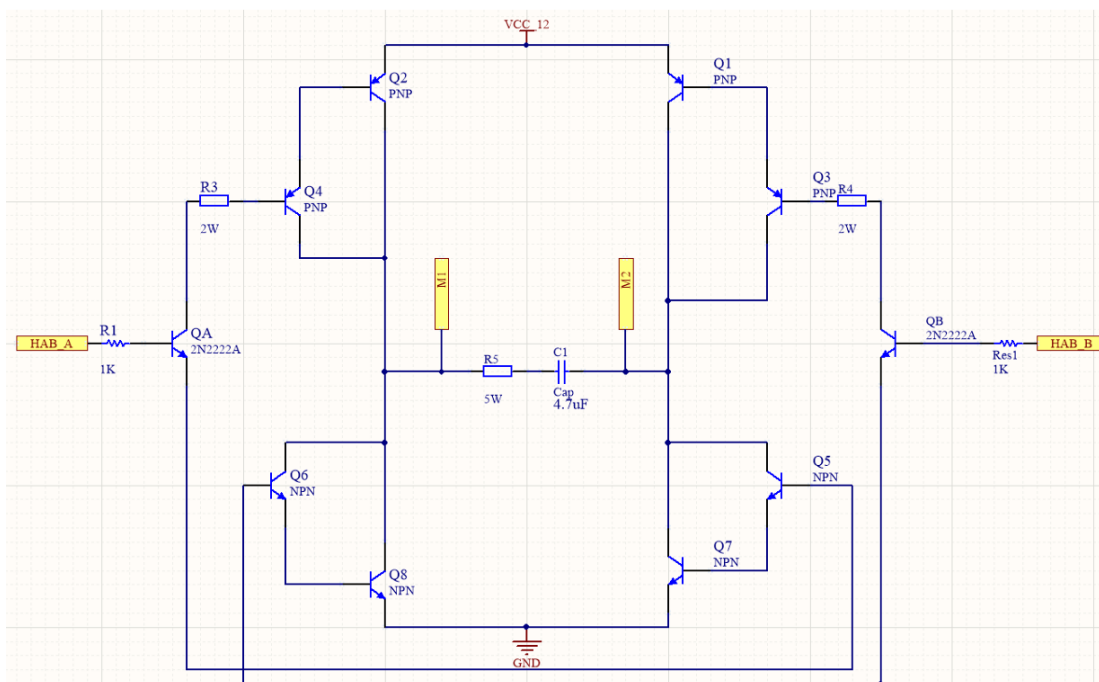 VCC_12
Q2
PNP
Q1
PNP
R3
2W
Q4
PNP
Q3
PNP
R4
2W
M1
M2
HAB_A
R1
1K
QA
2N2222A
QB
2N2222A
Res1
1K
HAB_B
R5
5W
C1
Cap
4.7uF
Q6
NPN
Q5
NPN
Q8
NPN
Q7
NPN
GND